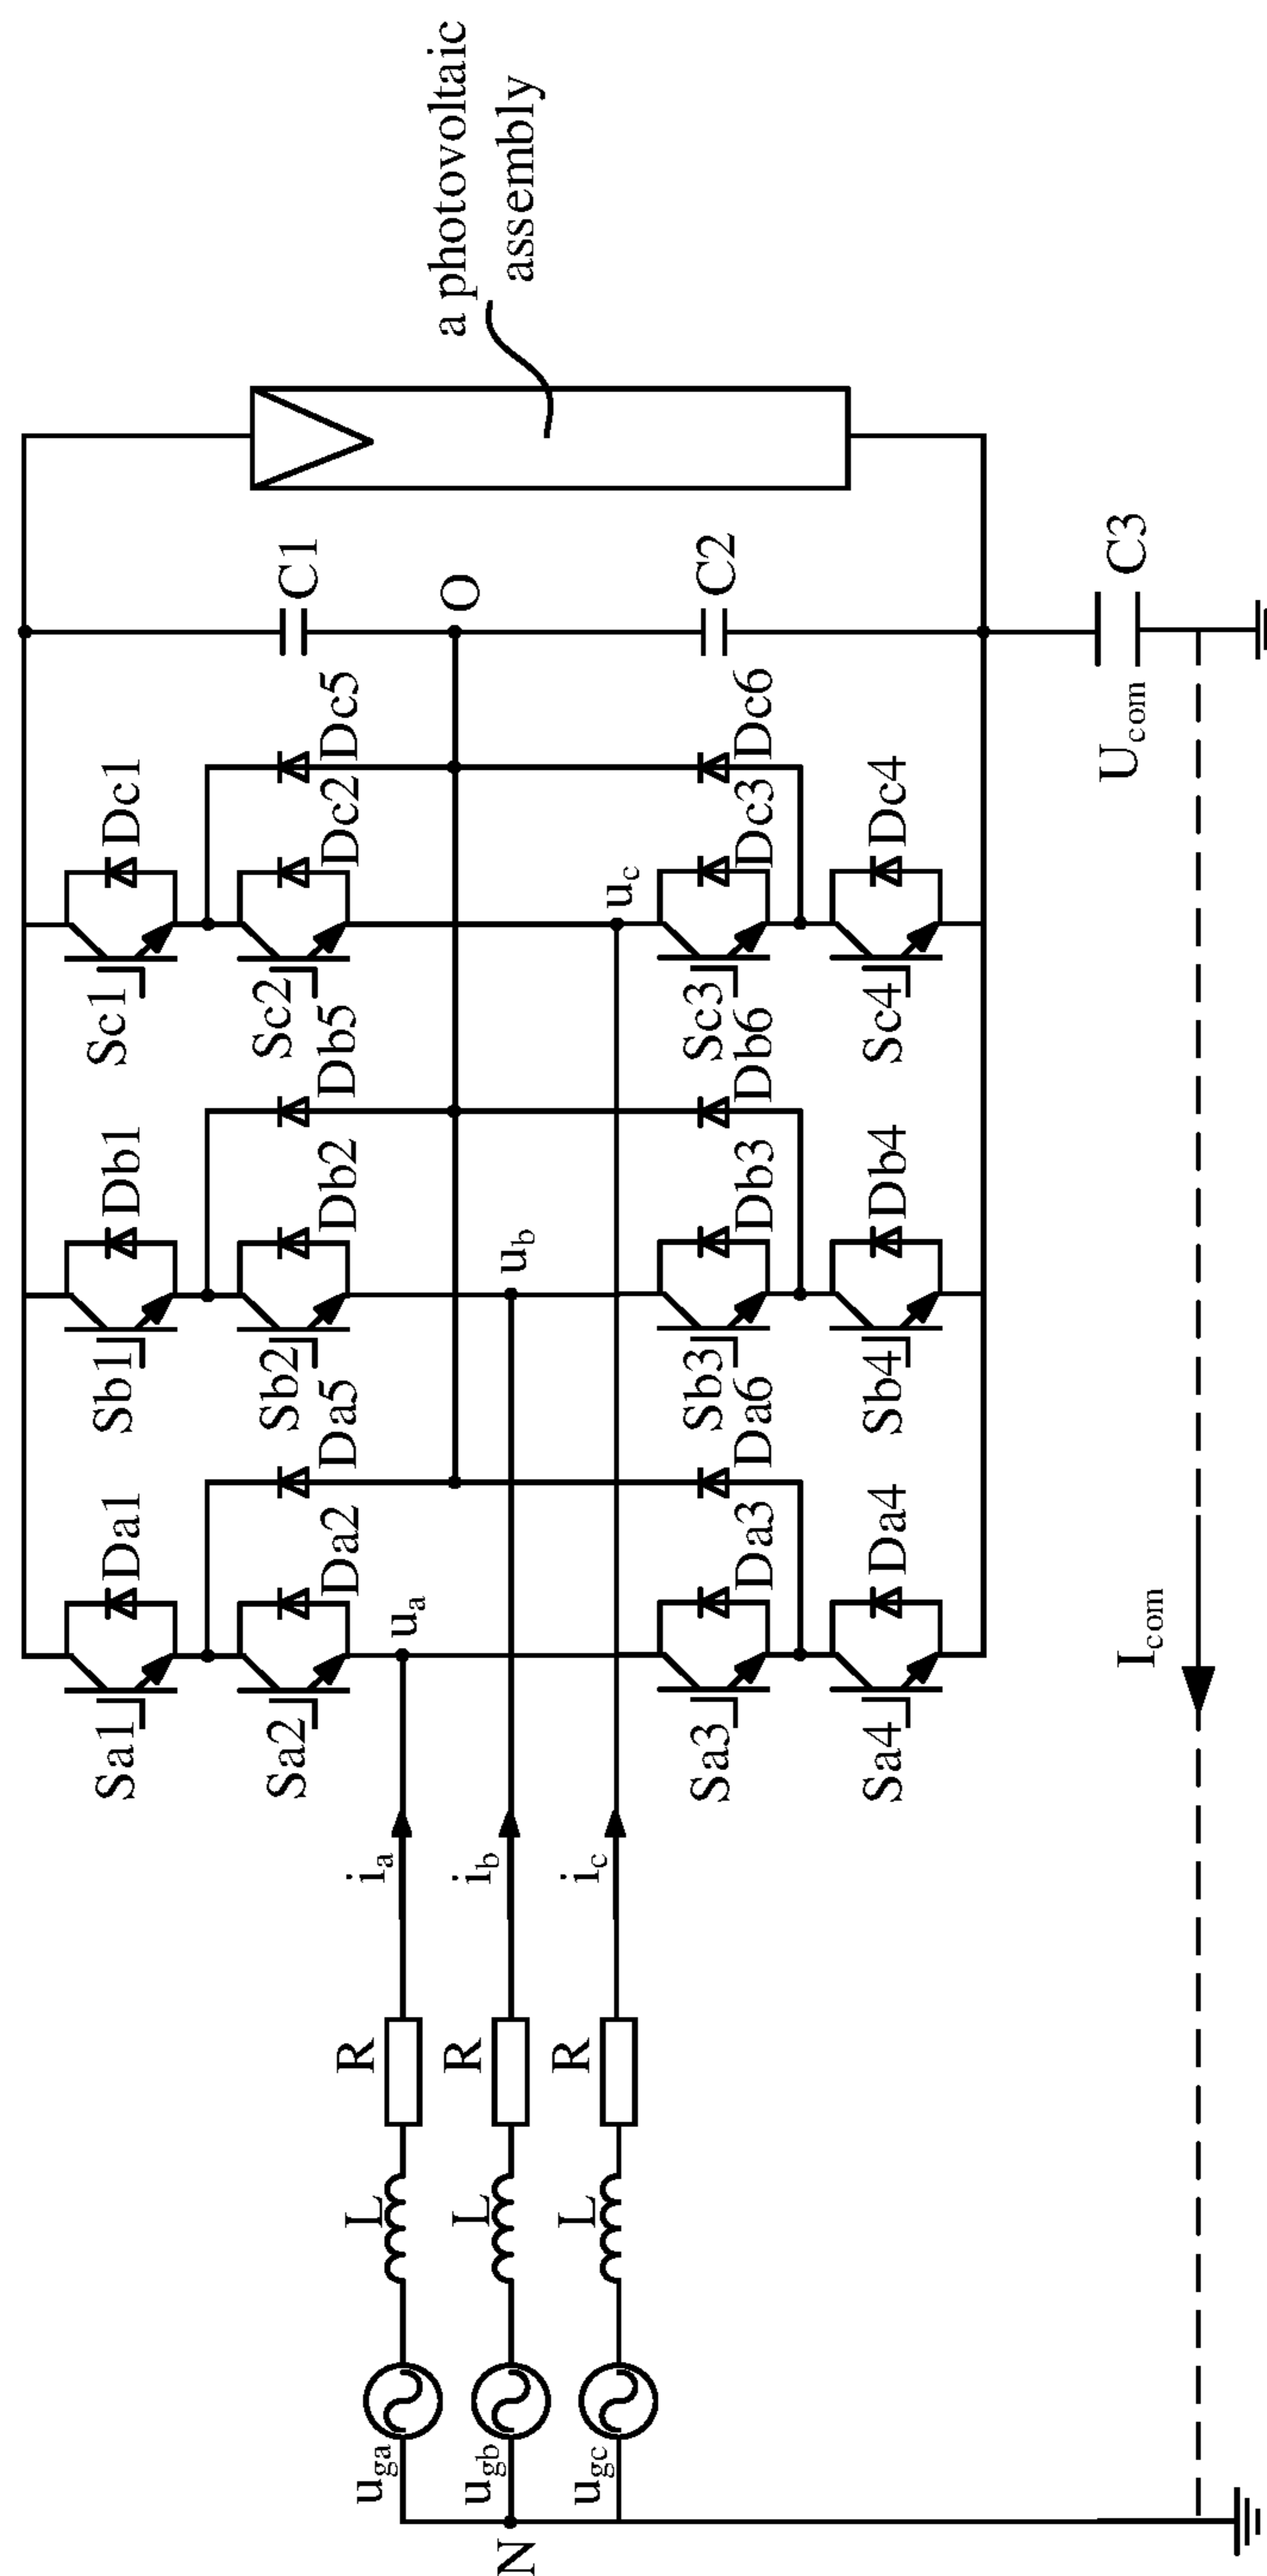 a photovoltaic
assembly
C1
O
C2
C3
U_com
Dc5
Dc6
Dc1
Dc2
Dc3
Dc4
u_c
Sc1
Sc2
Sc3
Sc4
Db5
Db6
Db1
Db2
Db3
Db4
u_b
Sb1
Sb2
Sb3
Sb4
Da5
Da6
Da1
Da2
Da3
Da4
u_a
I_com
Sa1
Sa2
Sa3
Sa4
i_a
i_b
i_c
R
R
R
L
L
L
u_ga
u_gb
u_gc
N